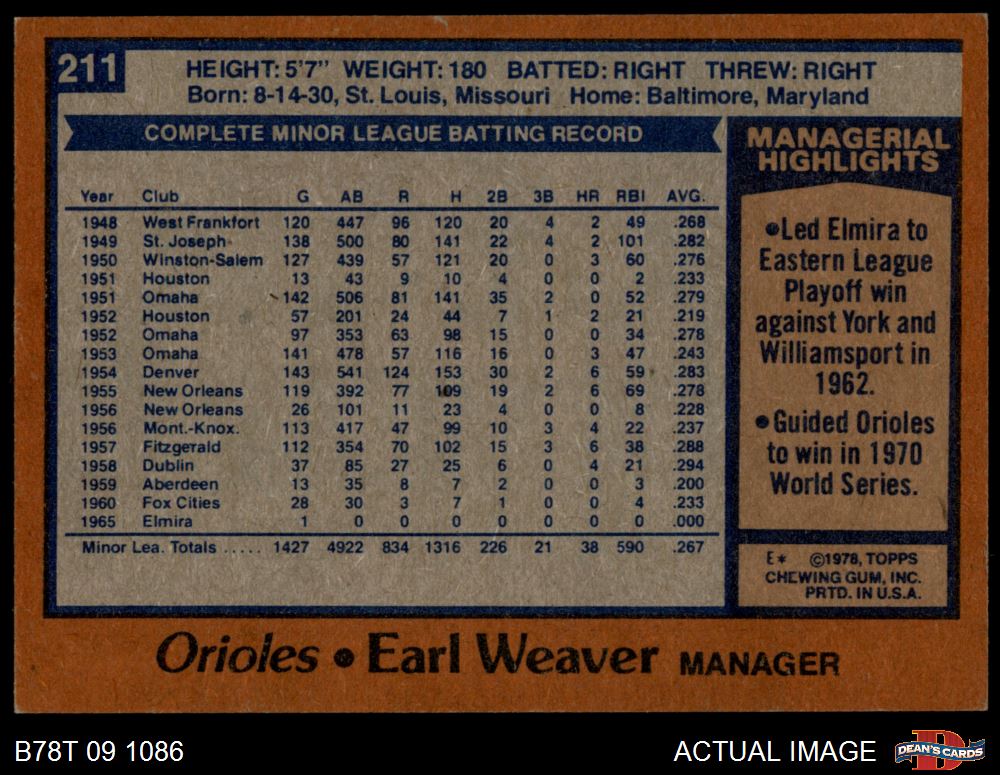 211
HEIGHT: 5'7" WEIGHT: 180 BATTED: RIGHT THREW: RIGHT
Born: 8-14-30, St. Louis, Missouri Home: Baltimore, Maryland
COMPLETE MINOR LEAGUE BATTING RECORD
Year Club G AB R H 2B 3B HR RBI AVG.
1948 West Frankfort 120 447 96 120 20 4 2 49 .268
1949 St. Joseph 138 500 80 141 22 4 2 101 .282
1950 Winston-Salem 127 439 57 121 20 0 3 60 .276
1951 Houston 13 43 9 10 4 0 0 2 .233
1951 Omaha 142 506 81 141 35 2 0 52 .279
1952 Houston 57 201 24 44 7 1 2 21 .219
1952 Omaha 97 353 63 98 15 0 0 34 .278
1953 Omaha 141 478 57 116 16 0 3 47 .243
1954 Denver 143 541 124 153 30 2 6 59 .283
1955 New Orleans 119 392 77 109 19 2 6 69 .278
1956 New Orleans 26 101 11 23 4 0 0 8 .228
1956 Mont.-Knox. 113 417 47 99 10 3 4 22 .237
1957 Fitzgerald 112 354 70 102 15 3 6 38 .288
1958 Dublin 37 85 27 25 6 0 4 21 .294
1959 Aberdeen 13 35 8 7 2 0 0 3 .200
1960 Fox Cities 28 30 3 7 1 0 0 4 .233
1965 Elmira 1 0 0 0 0 0 0 0 .000
Minor Lea. Totals ..... 1427 4922 834 1316 226 21 38 590 .267
MANAGERIAL
HIGHLIGHTS
•Led Elmira to
Eastern League
Playoff win
against York and
Williamsport in
1962.
•Guided Orioles
to win in 1970
World Series.
E* ©1978, TOPPS
CHEWING GUM, INC.
PRTD. IN U.S.A.
Orioles • Earl Weaver MANAGER
B78T 09 1086
ACTUAL IMAGE
DEAN'S CARDS